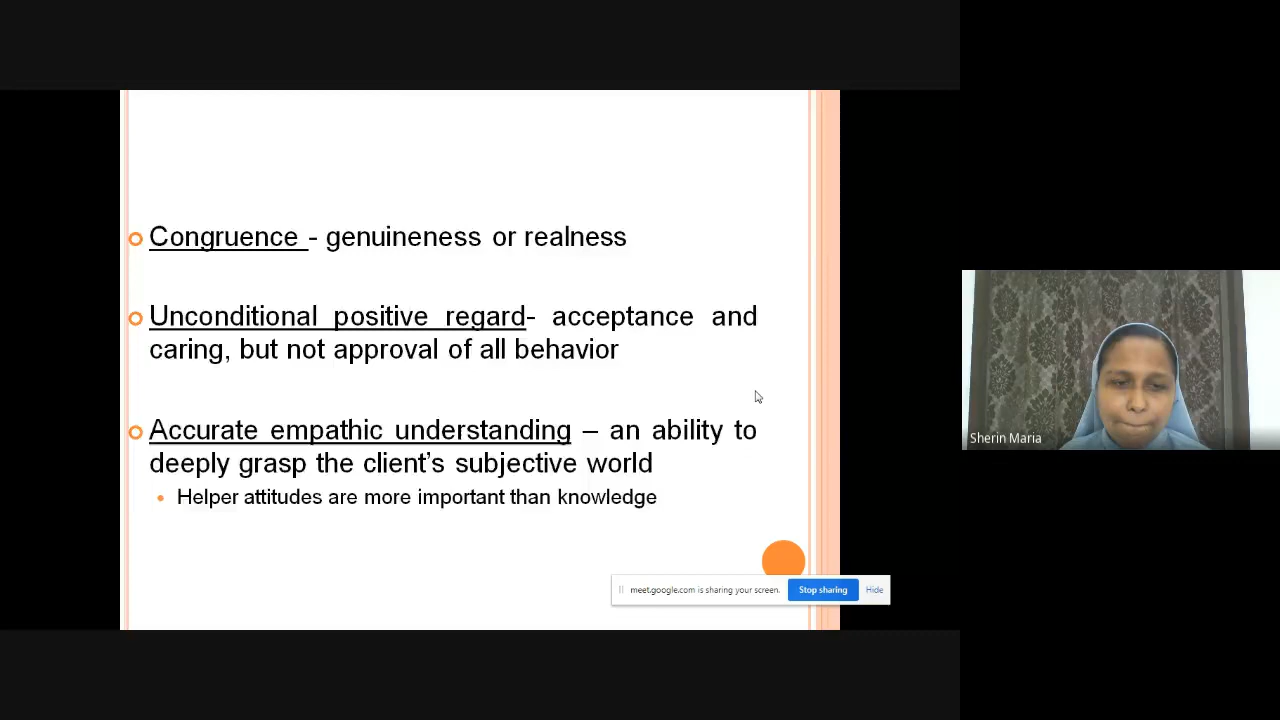 Congruence - genuineness or realness
Unconditional positive regard- acceptance and
caring, but not approval of all behavior
Accurate empathic understanding – an ability to
deeply grasp the client's subjective world
Helper attitudes are more important than knowledge
Sherin Maria
meet.google.com is sharing your screen.
Stop sharing
Hide